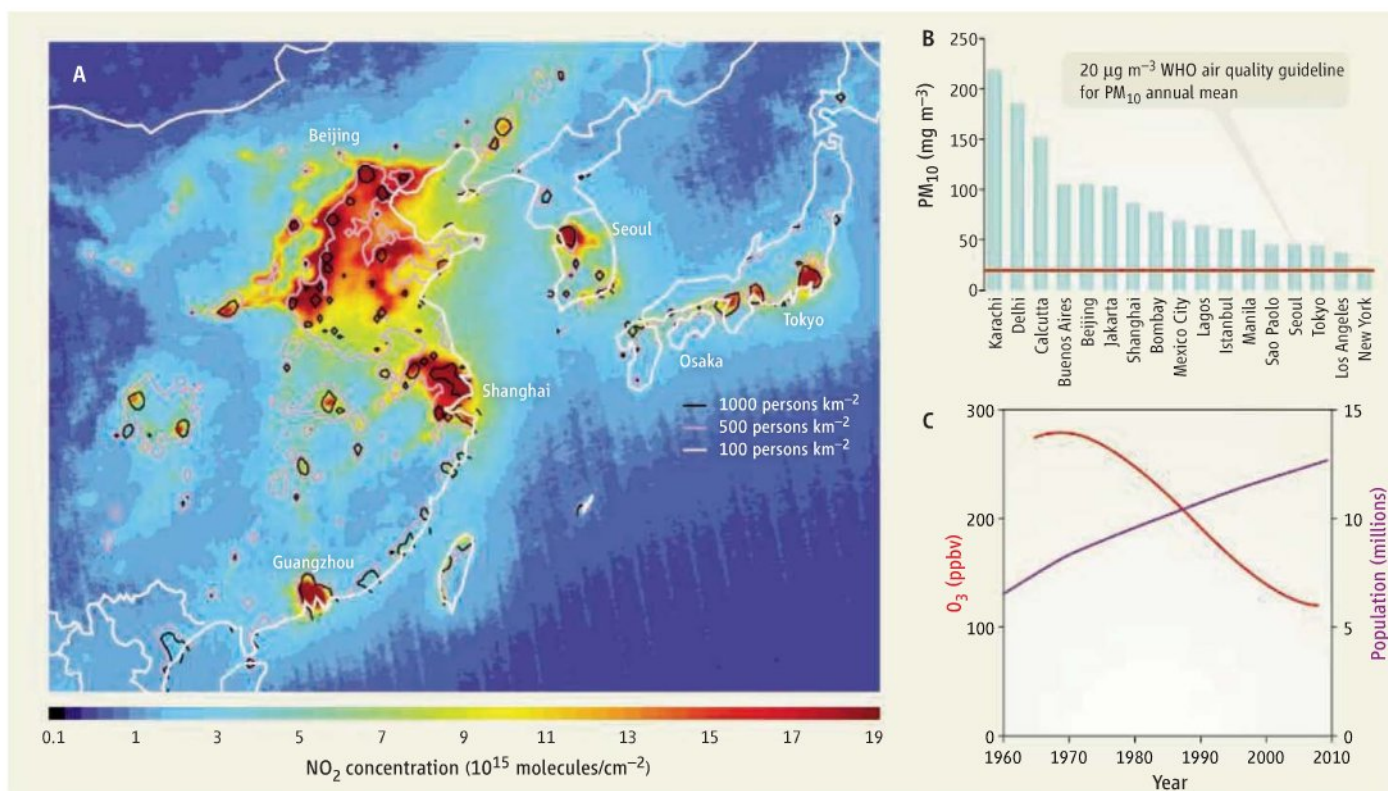 A
Beijing
Seoul
Tokyo
Osaka
Shanghai
1000 persons km⁻²
500 persons km⁻²
100 persons km⁻²
Guangzhou
0.1 1 3 5 7 9 11 13 15 17 19
NO₂ concentration (10¹⁵ molecules/cm⁻²)
B
250
200
150
100
50
0
PM₁₀ (mg m⁻³)
20 µg m⁻³ WHO air quality guideline
for PM₁₀ annual mean
Karachi
Delhi
Calcutta
Buenos Aires
Beijing
Jakarta
Shanghai
Bombay
Mexico City
Lagos
Istanbul
Manila
Sao Paolo
Seoul
Tokyo
Los Angeles
New York
C
300
200
100
0
O₃ (ppbv)
15
10
5
0
Population (millions)
1960 1970 1980 1990 2000 2010
Year